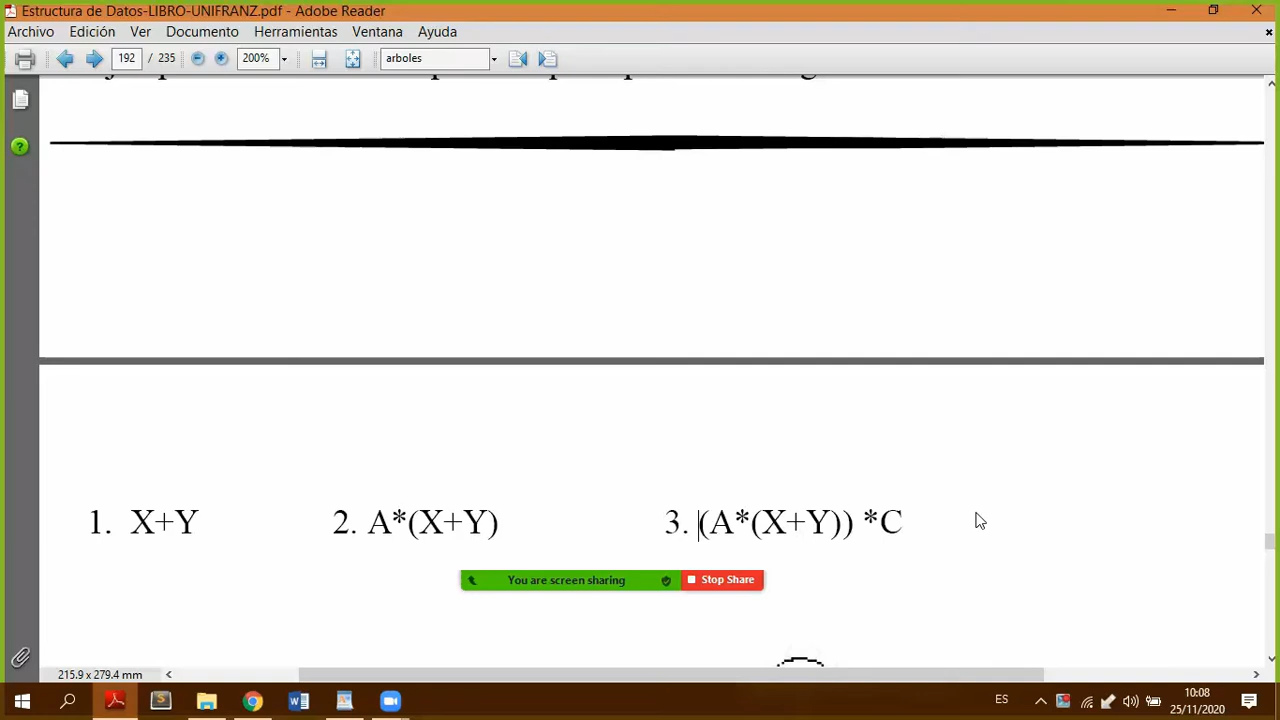 Estructura de Datos-LIBRO-UNIFRANZ.pdf - Adobe Reader
Archivo Edición Ver Documento Herramientas Ventana Ayuda
192 / 235 200% arboles
1. X+Y 2. A*(X+Y) 3. (A*(X+Y)) *C
You are screen sharing Stop Share
215.9 x 279.4 mm
ES 10:08
25/11/2020